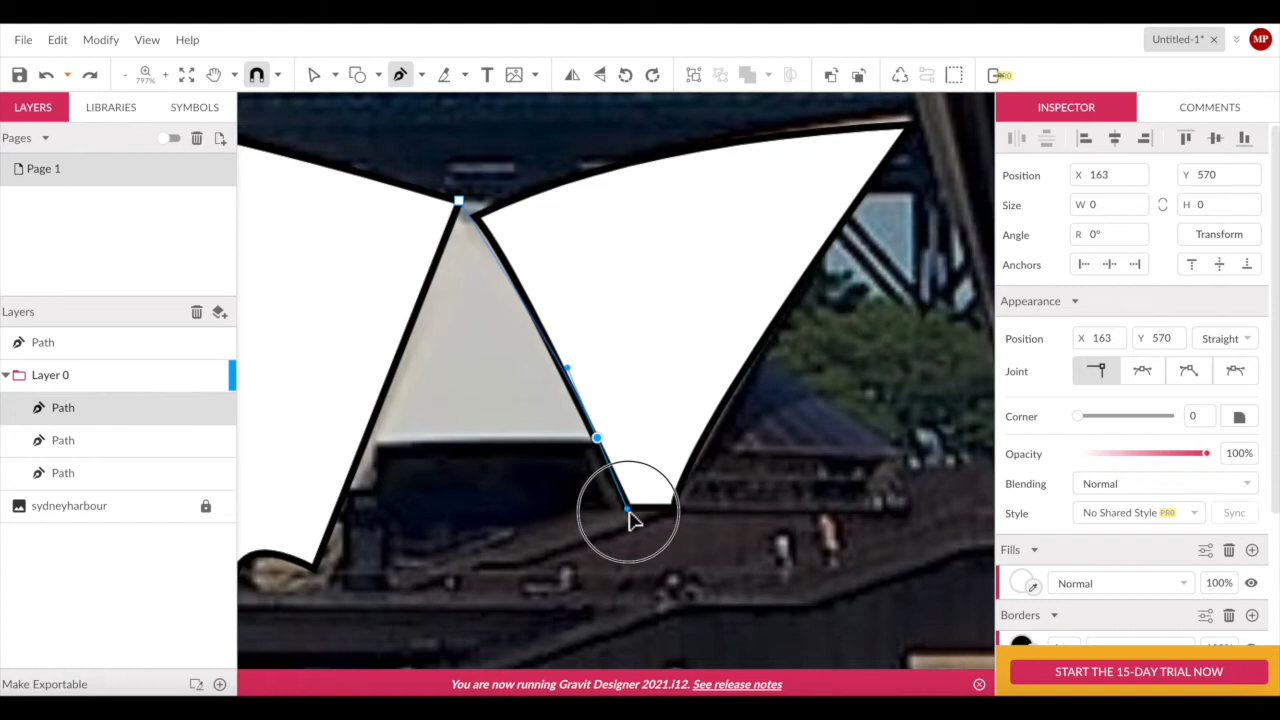 File Edit Modify View Help
Untitled-1* MP
- 797% + PRO
LAYERS LIBRARIES SYMBOLS
INSPECTOR COMMENTS
Pages
Page 1
Position X 163 Y 570
Size W 0 H 0
Angle R 0° Transform
Anchors
Appearance
Layers
Path
Layer 0
Path
Path
Path
sydneyharbour
Position X 163 Y 570 Straight
Joint
Corner 0
Opacity 100%
Blending Normal
Style No Shared Style PRO Sync
Fills
Normal 100%
Borders
Make Exportable
You are now running Gravit Designer 2021.i12. See release notes
START THE 15-DAY TRIAL NOW